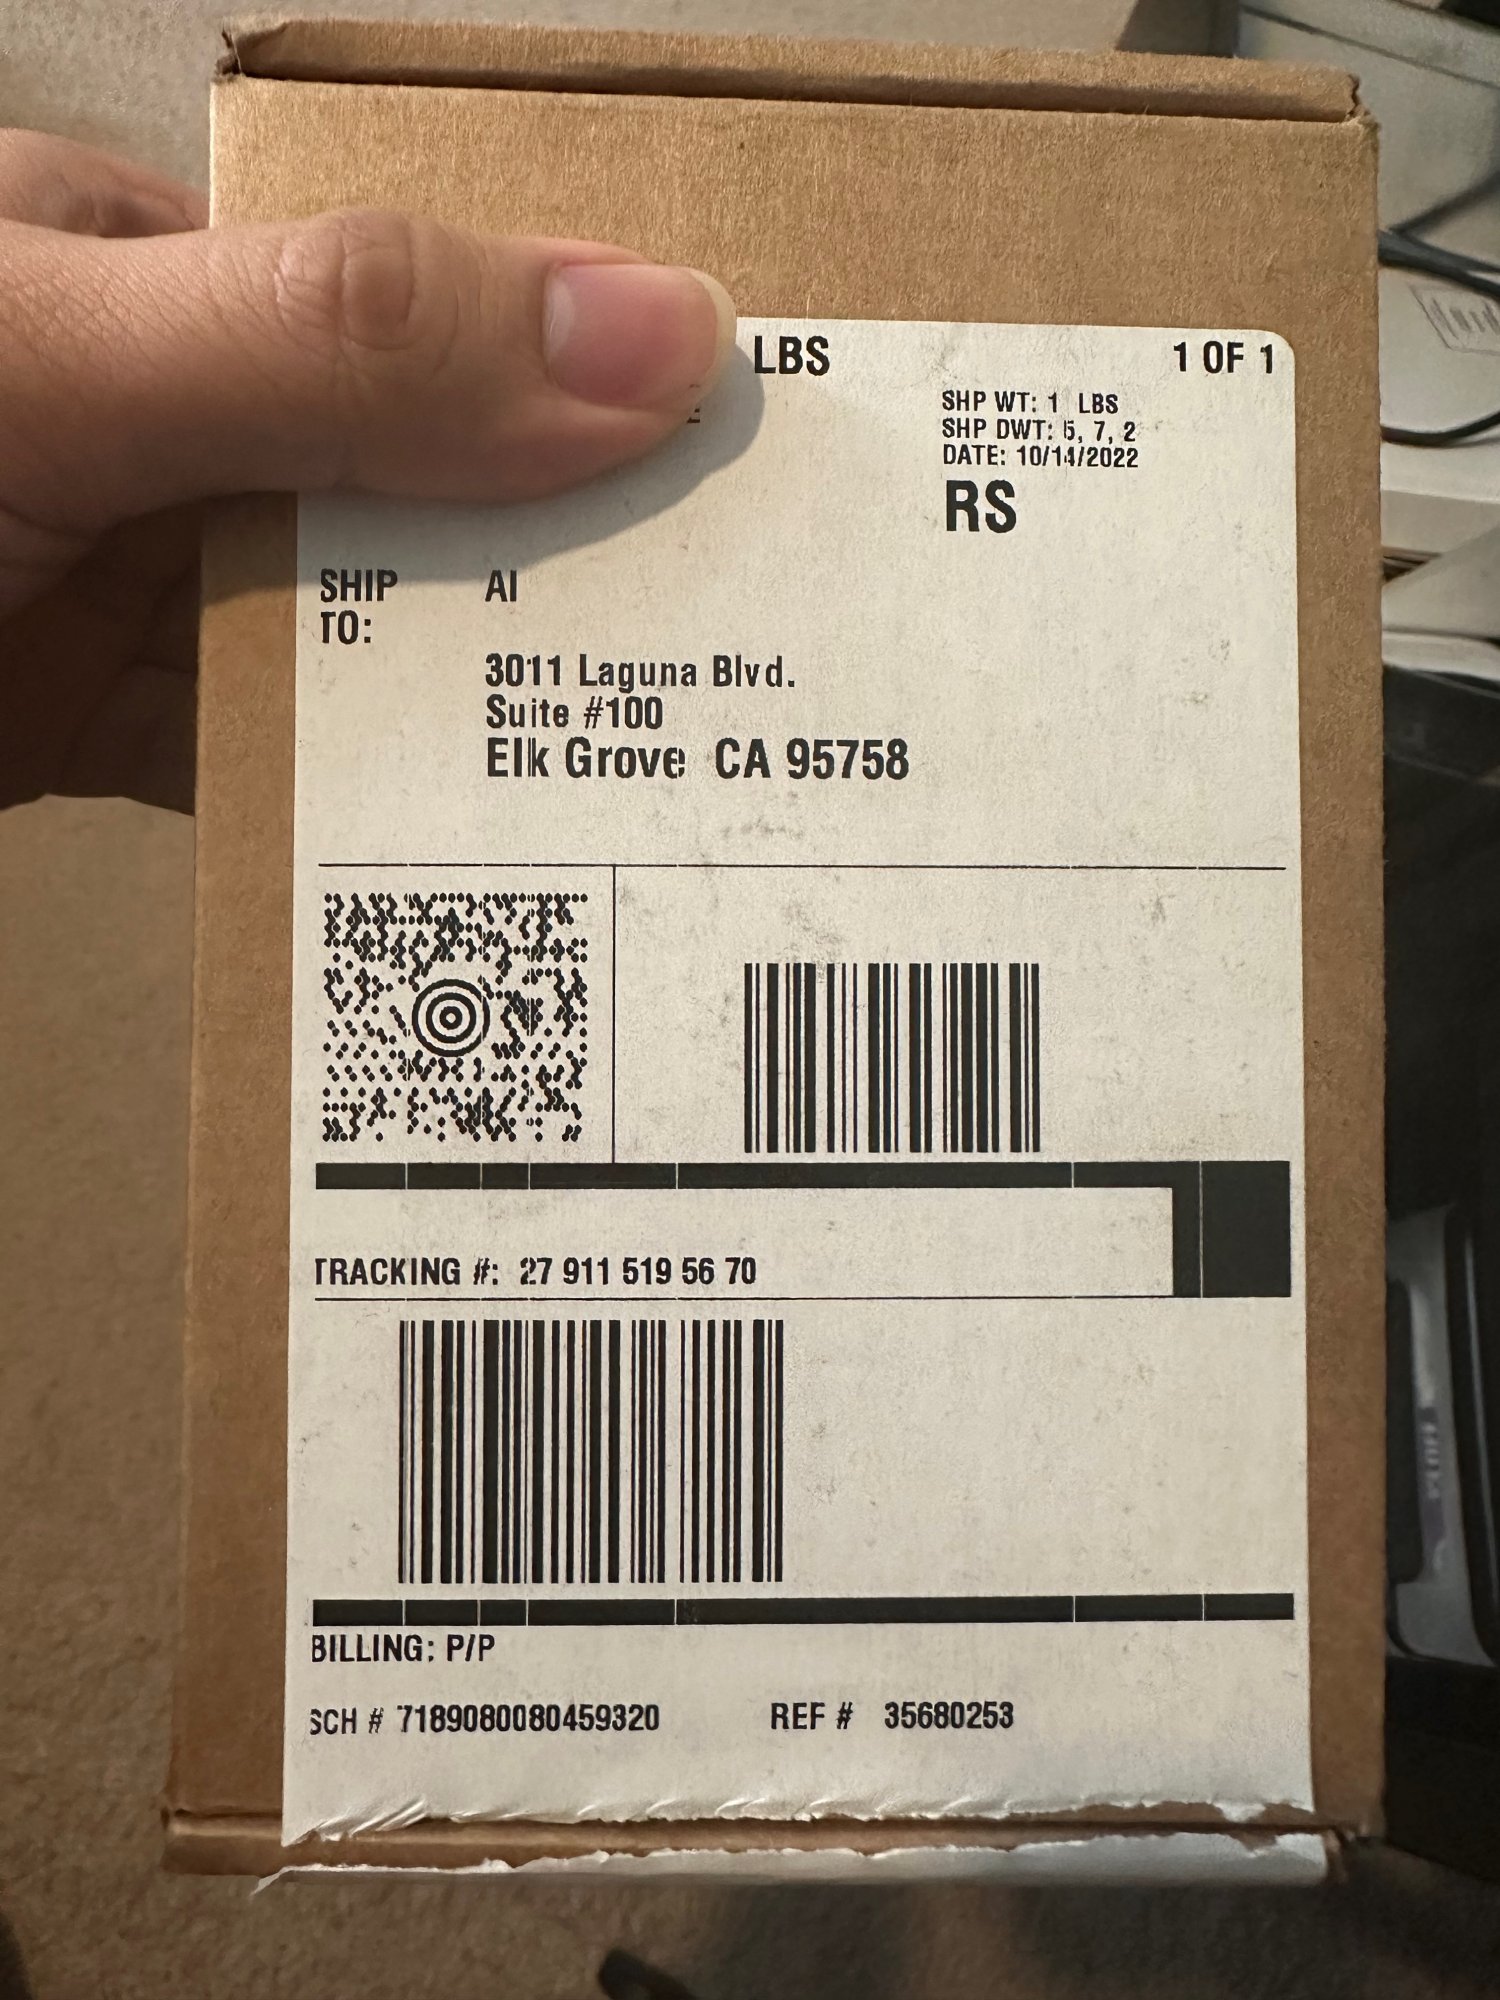 LBS 1 OF 1
SHP WT: 1 LBS
SHP DWT: 5, 7, 2
DATE: 10/14/2022
RS
SHIP AI
TO:
3011 Laguna Blvd.
Suite #100
Elk Grove CA 95758
TRACKING #: 27 911 519 56 70
BILLING: P/P
SCH # 7189080080459320 REF # 35680253